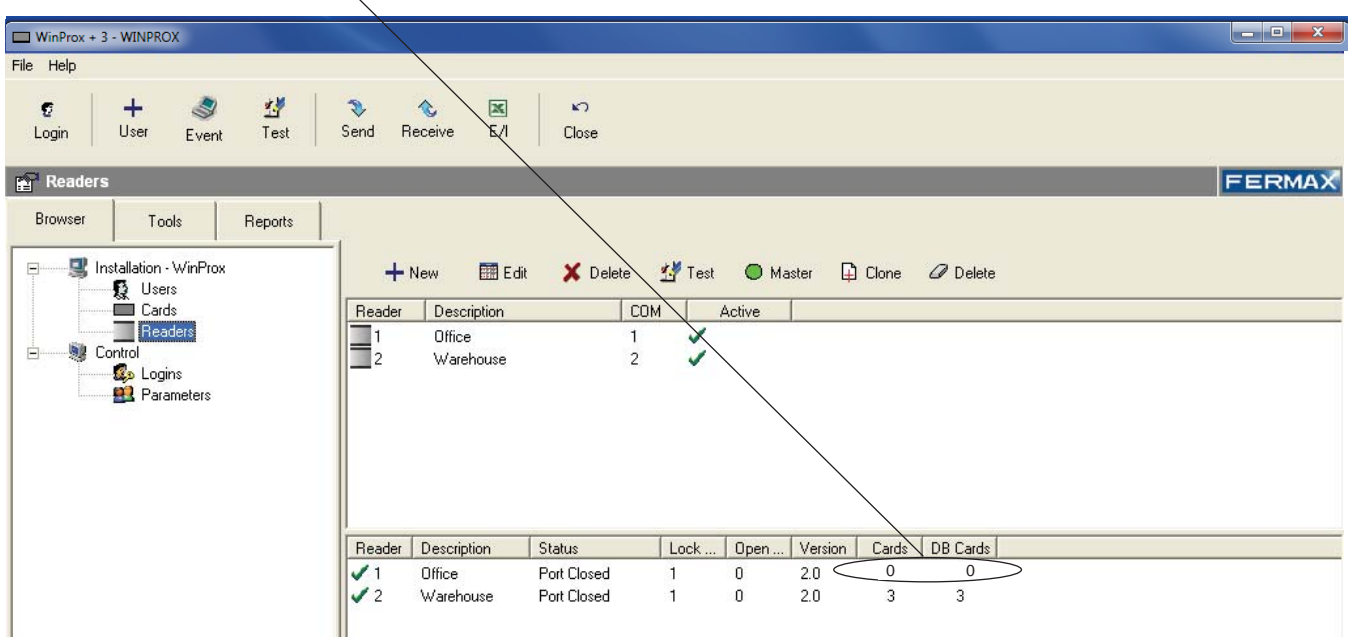 WinProx + 3 - WINPROX
File Help
Login User Event Test Send Receive E/I Close
Readers FERMAX
Browser Tools Reports
Installation - WinProx
Users
Cards
Readers
Control
Logins
Parameters
New Edit Delete Test Master Clone Delete
Reader Description COM Active
1 Office 1
2 Warehouse 2
Reader Description Status Lock ... Open ... Version Cards DB Cards
1 Office Port Closed 1 0 2.0 0 0
2 Warehouse Port Closed 1 0 2.0 3 3